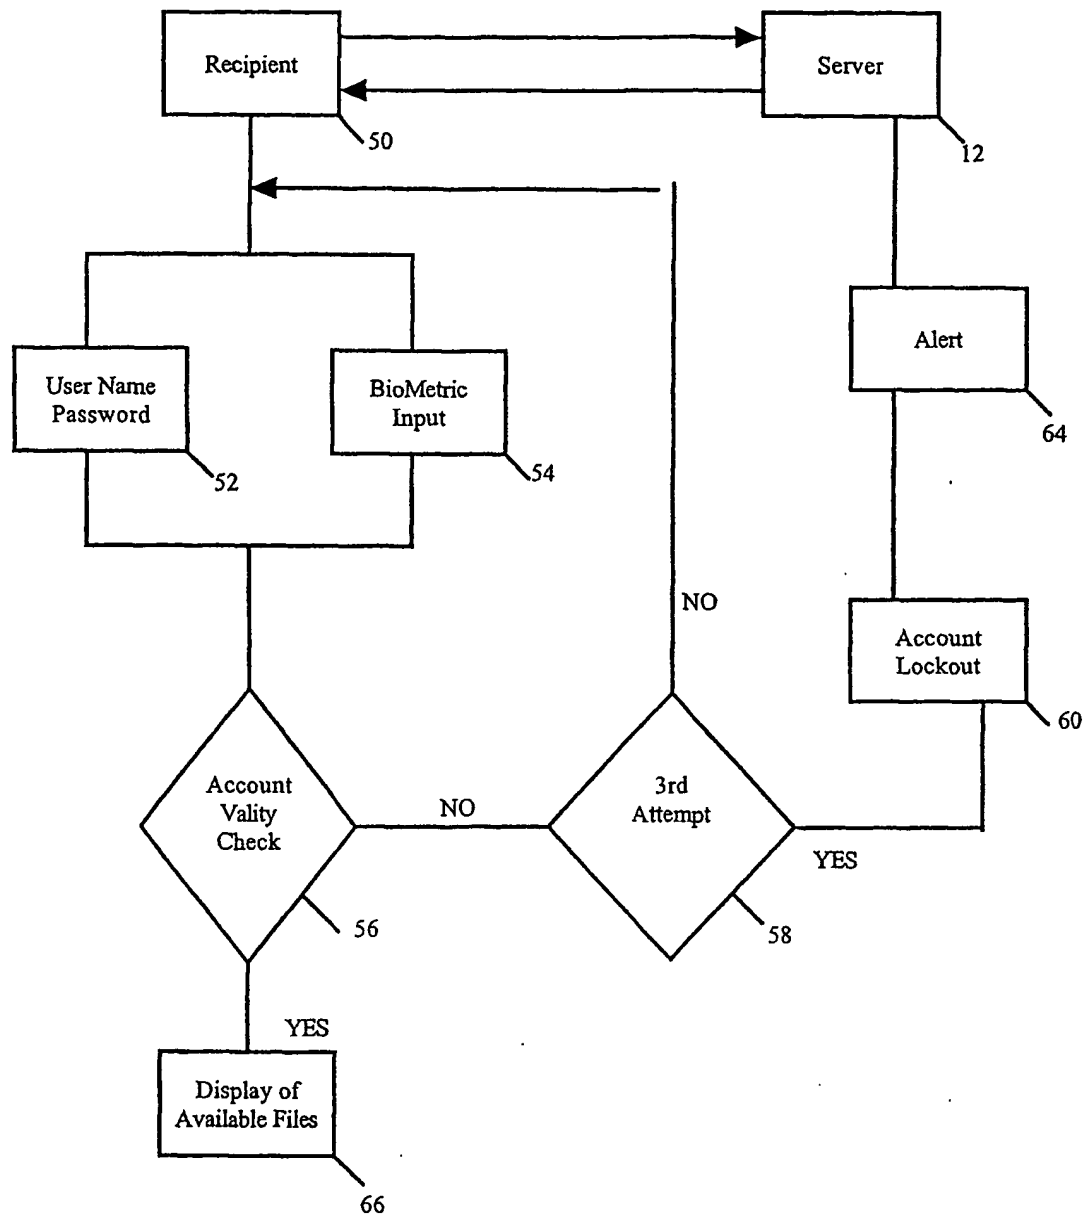 Recipient
Server
50
12
Alert
User Name
Password
BioMetric
Input
64
52
54
NO
Account
Lockout
60
Account
Vality
Check
NO
3rd
Attempt
YES
56
58
YES
Display of
Available Files
66